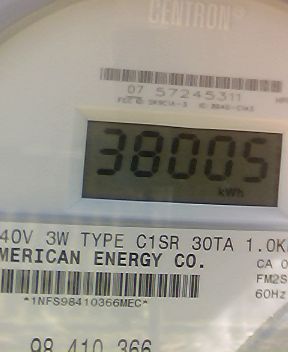 CENTRON®
07 57245311
38005
kWh
40V 3W TYPE C1SR 30TA 1.0K
MERICAN ENERGY CO.
CA 0
FM2S
60Hz
*1NFS98410366MEC*
98 410 366